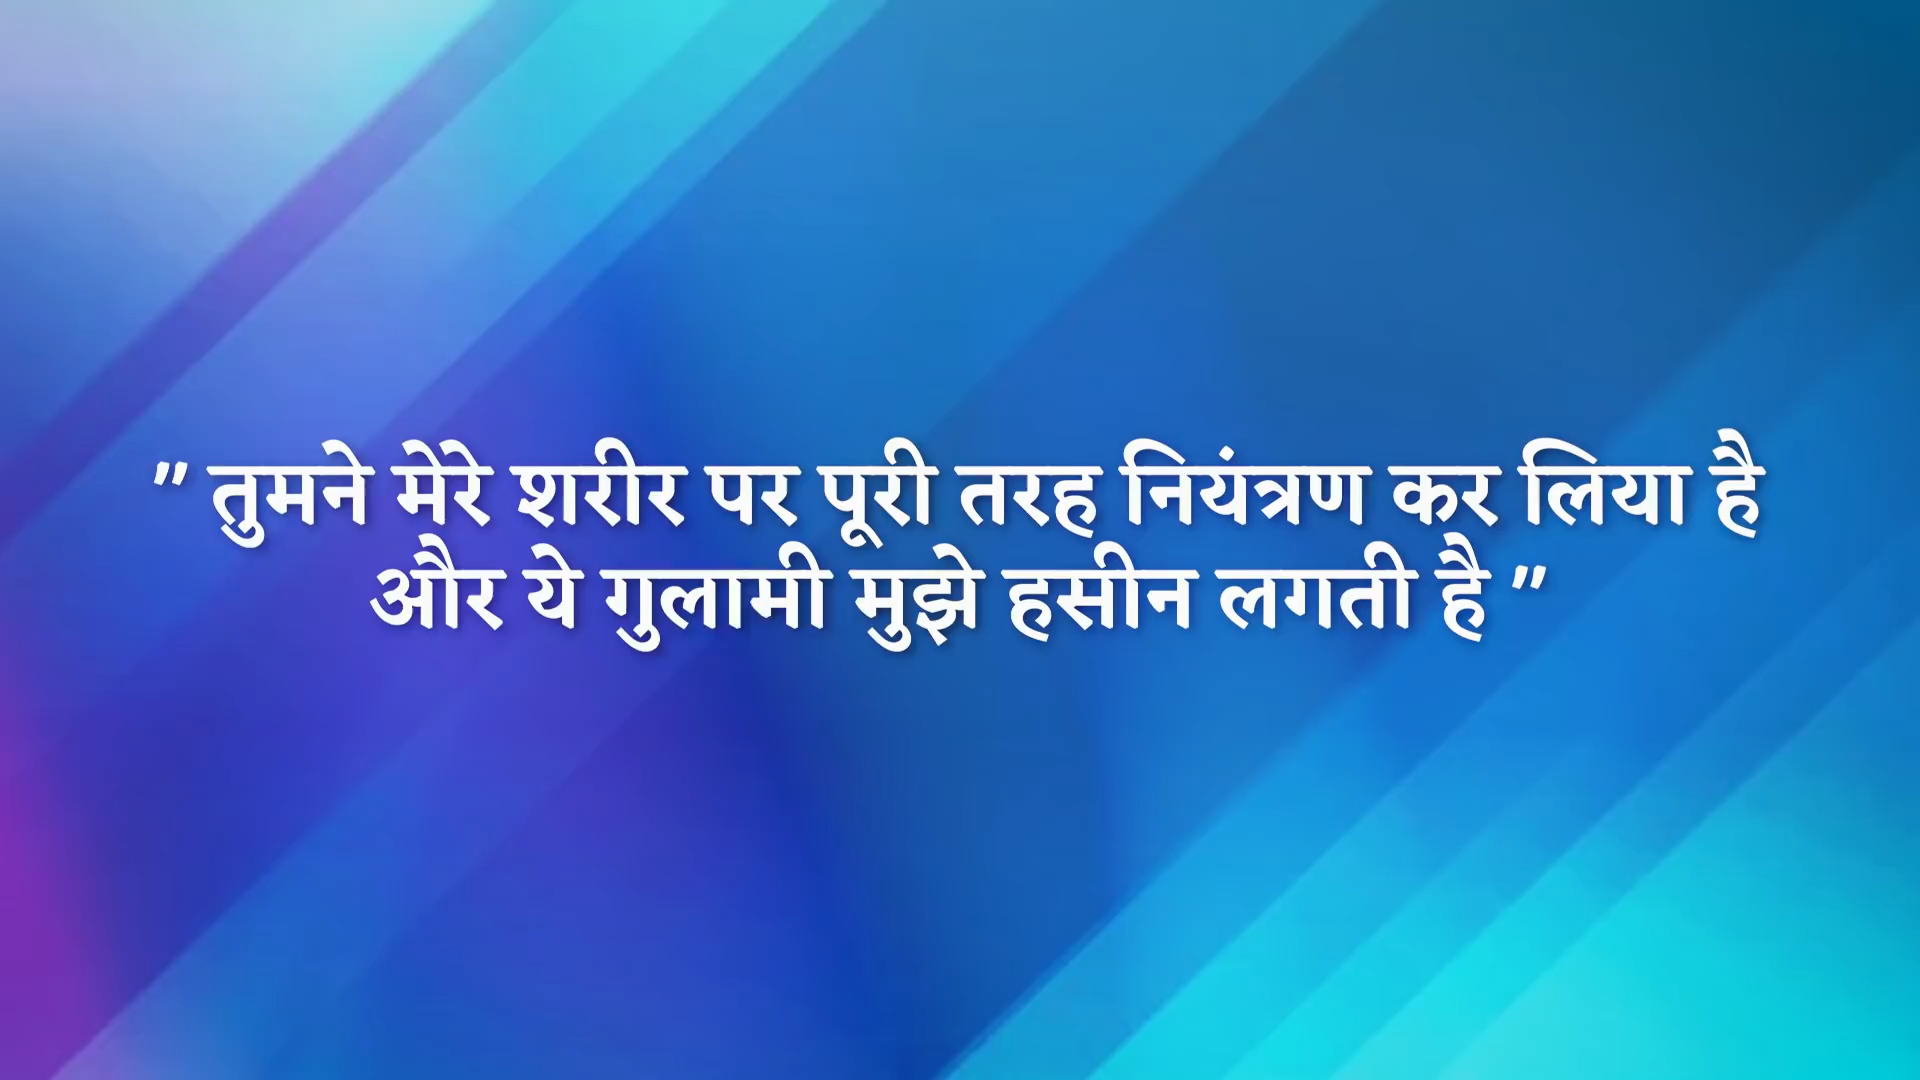 " तुमने मेरे शरीर पर पूरी तरह नियंत्रण कर लिया है
और ये गुलामी मुझे हसीन लगती है "